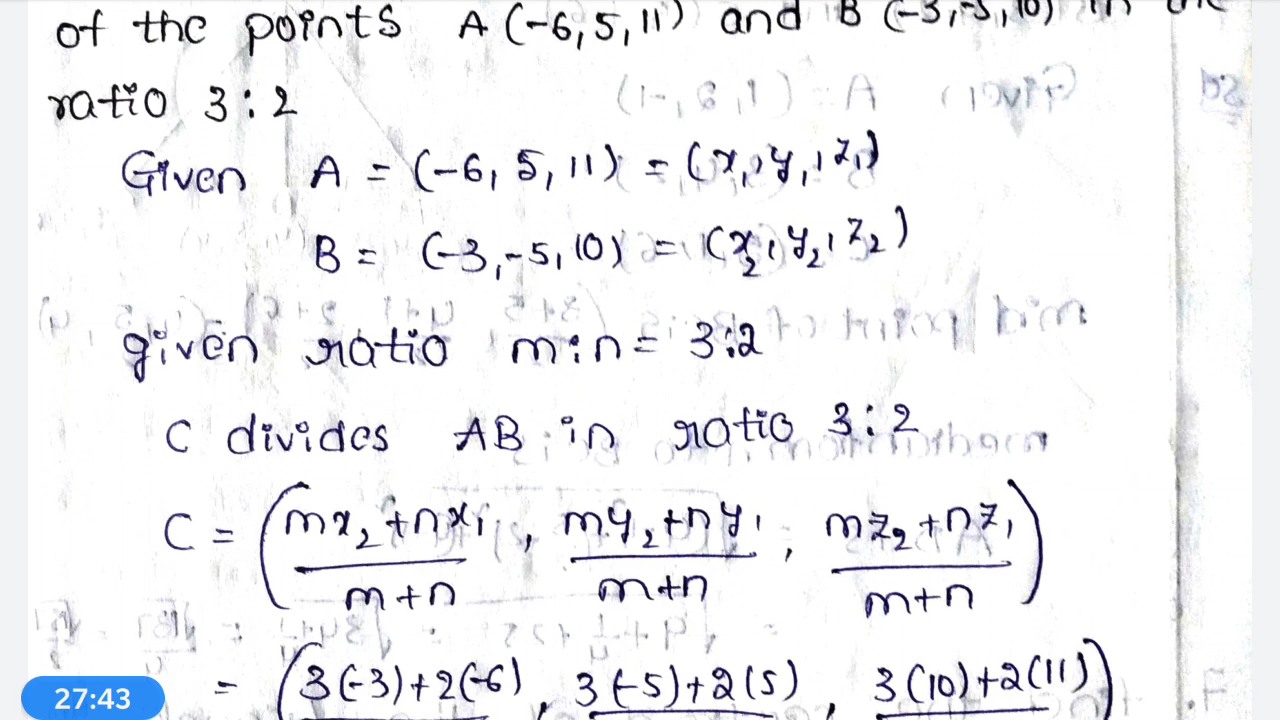 of the points A (-6, 5, 11) and B (-3, -5, 10) in the
ratio 3:2
Given A = (-6, 5, 11) = (x₁, y₁, z₁)
B = (-3, -5, 10) = (x₂, y₂, z₂)
given ratio m:n = 3:2
C divides AB in ratio 3:2
C = ( mx₂+nx₁ / m+n , my₂+ny₁ / m+n , mz₂+nz₁ / m+n )
= ( 3(-3)+2(-6) , 3(-5)+2(5) , 3(10)+2(11) )
27:43